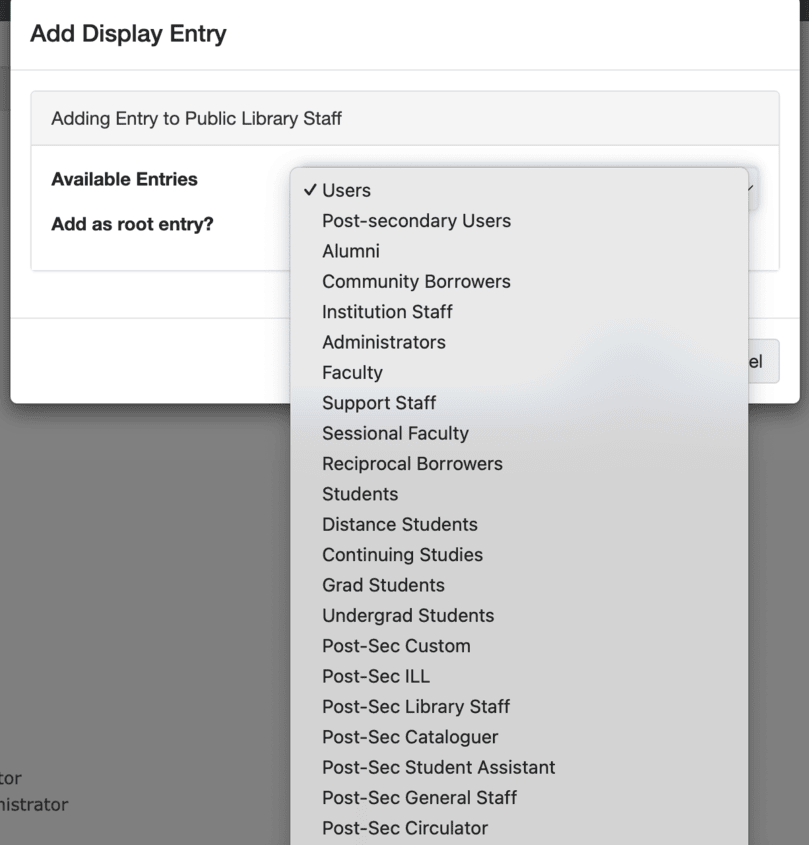 Add Display Entry
Adding Entry to Public Library Staff
Available Entries
Add as root entry?
✓ Users
Post-secondary Users
Alumni
Community Borrowers
Institution Staff
Administrators
Faculty
Support Staff
Sessional Faculty
Reciprocal Borrowers
Students
Distance Students
Continuing Studies
Grad Students
Undergrad Students
Post-Sec Custom
Post-Sec ILL
Post-Sec Library Staff
Post-Sec Cataloguer
Post-Sec Student Assistant
Post-Sec General Staff
Post-Sec Circulator
el
tor
nistrator